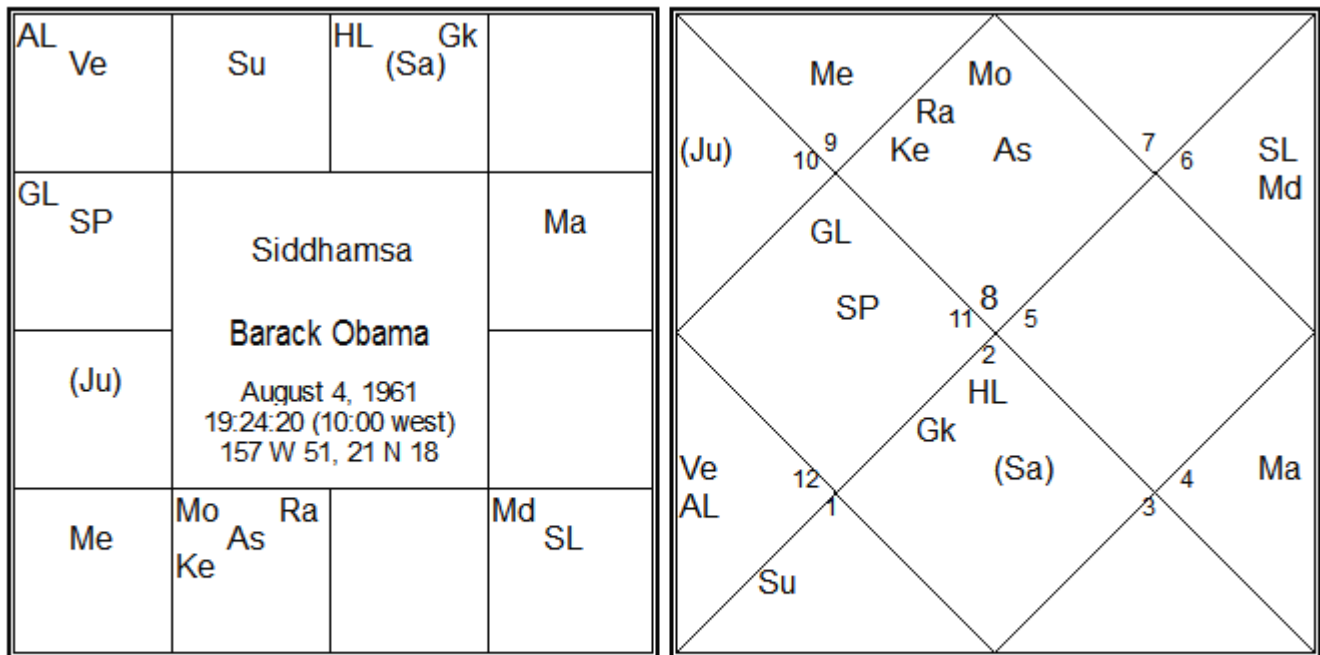 AL
Ve
Su
HL Gk
(Sa)
GL
SP
Ma
(Ju)
Me
Mo Ra
As
Ke
Md
SL
Siddhamsa
Barack Obama
August 4, 1961
19:24:20 (10:00 west)
157 W 51, 21 N 18
Me
Mo
Ra
Ke
As
(Ju)
10
9
7
6
SL
Md
GL
SP
11
8
5
2
HL
Gk
(Sa)
Ve
AL
12
1
3
4
Ma
Su